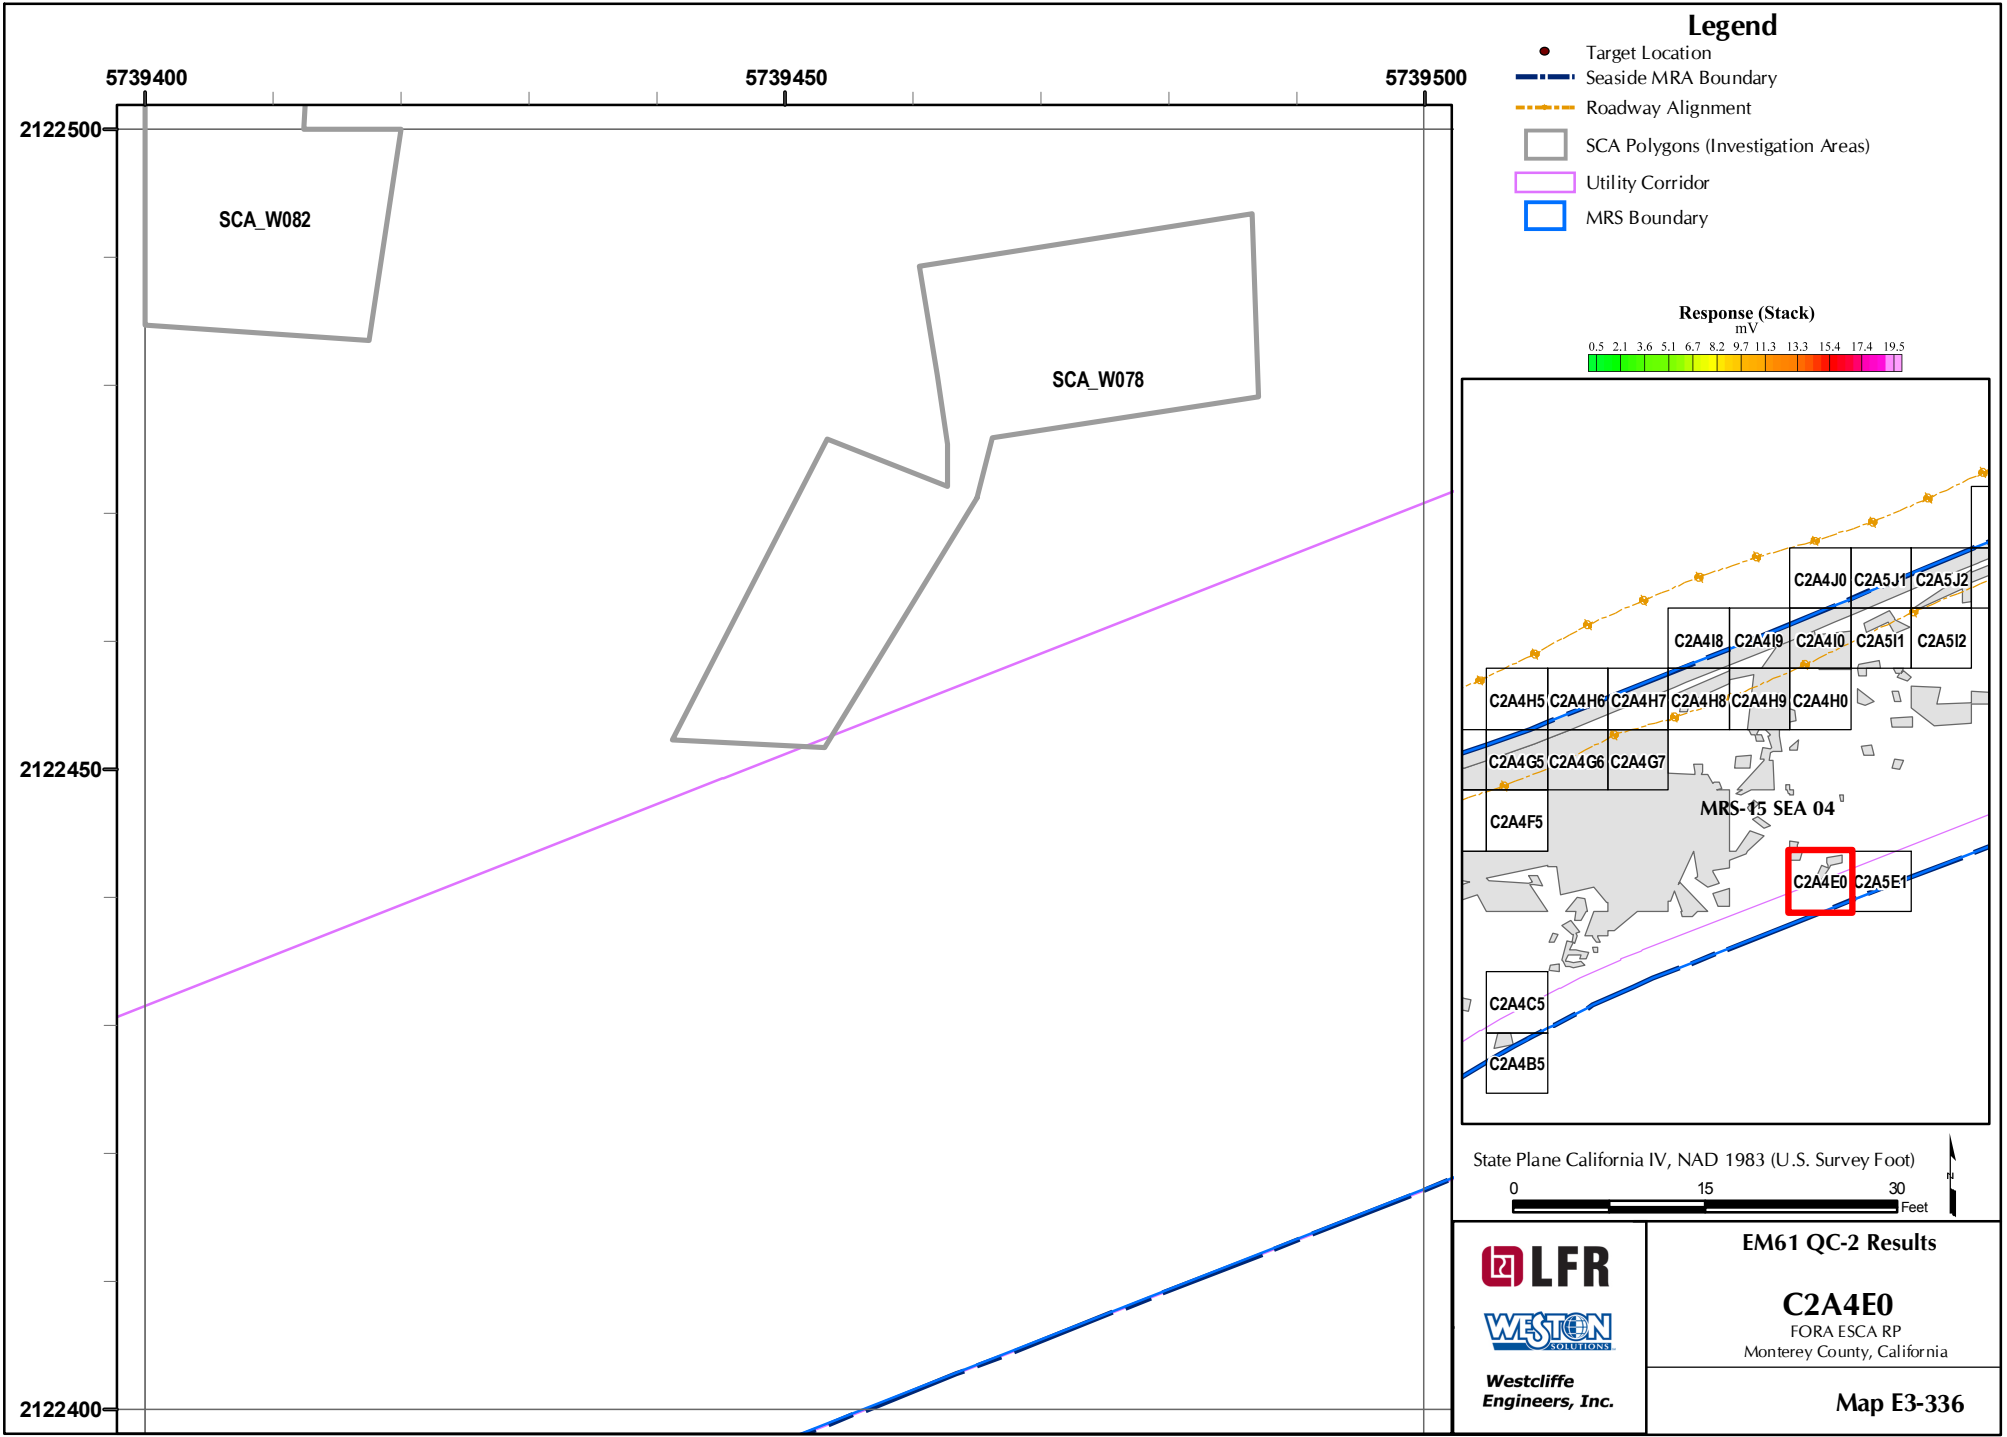 5739400
5739450
5739500
2122500
2122450
2122400
SCA_W082
SCA_W078
Legend
Target Location
Seaside MRA Boundary
Roadway Alignment
SCA Polygons (Investigation Areas)
Utility Corridor
MRS Boundary
Response (Stack)
mV
0.5 2.1 3.6 5.1 6.7 8.2 9.7 11.3 13.3 15.4 17.4 19.5
C2A4J0 C2A5J1 C2A5J2
C2A4I8 C2A4I9 C2A4I0 C2A5I1 C2A5I2
C2A4H5 C2A4H6 C2A4H7 C2A4H8 C2A4H9 C2A4H0
C2A4G5 C2A4G6 C2A4G7
MRS-15 SEA 04
C2A4F5
C2A4E0 C2A5E1
C2A4C5
C2A4B5
State Plane California IV, NAD 1983 (U.S. Survey Foot)
0 15 30
Feet
N
LFR
WESTON
SOLUTIONS
Westcliffe
Engineers, Inc.
EM61 QC-2 Results
C2A4E0
FORA ESCA RP
Monterey County, California
Map E3-336